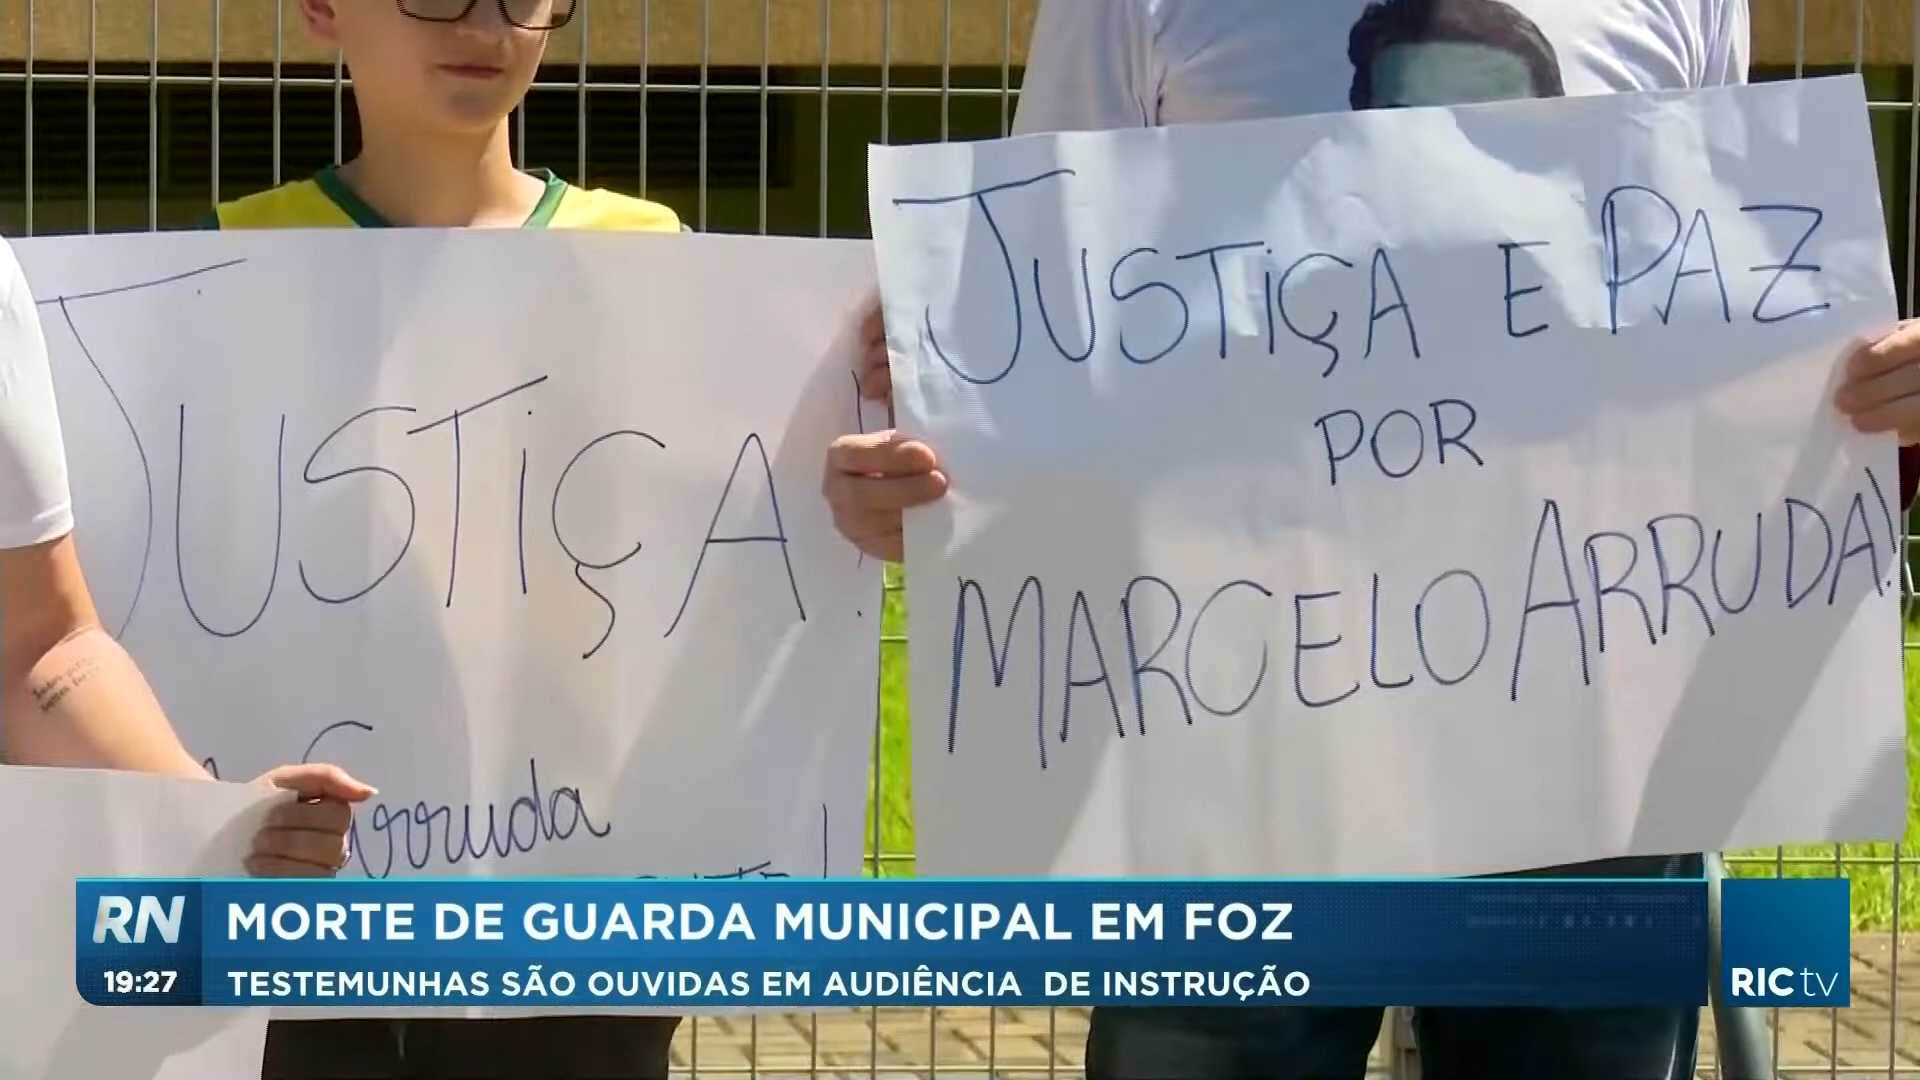 JUSTIÇA!
Arruda
JUSTIÇA E PAZ
POR
MARCELO ARRUDA!
RN MORTE DE GUARDA MUNICIPAL EM FOZ
19:27 TESTEMUNHAS SÃO OUVIDAS EM AUDIÊNCIA DE INSTRUÇÃO
RIC tv